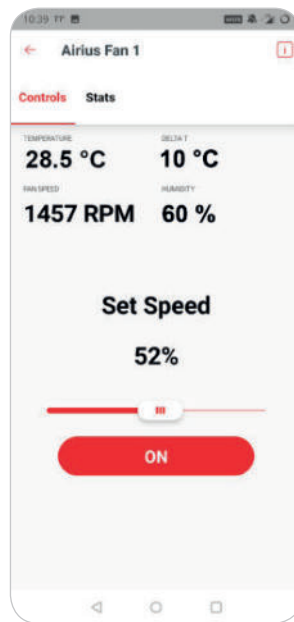 10:39
Airius Fan 1
Controls Stats
TEMPERATURE DELTA T
28.5 °C 10 °C
FAN SPEED HUMIDITY
1457 RPM 60 %
Set Speed
52%
ON